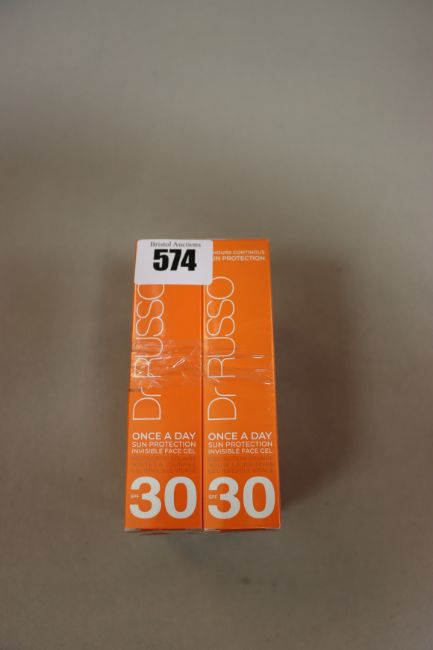 Bristol Auctions
574
HOURS CONTINOUS
SUN PROTECTION
Dr RUSSO
Dr RUSSO
ONCE A DAY
SUN PROTECTION
INVISIBLE FACE GEL
SPF 30
ONCE A DAY
SUN PROTECTION
INVISIBLE FACE GEL
SPF 30